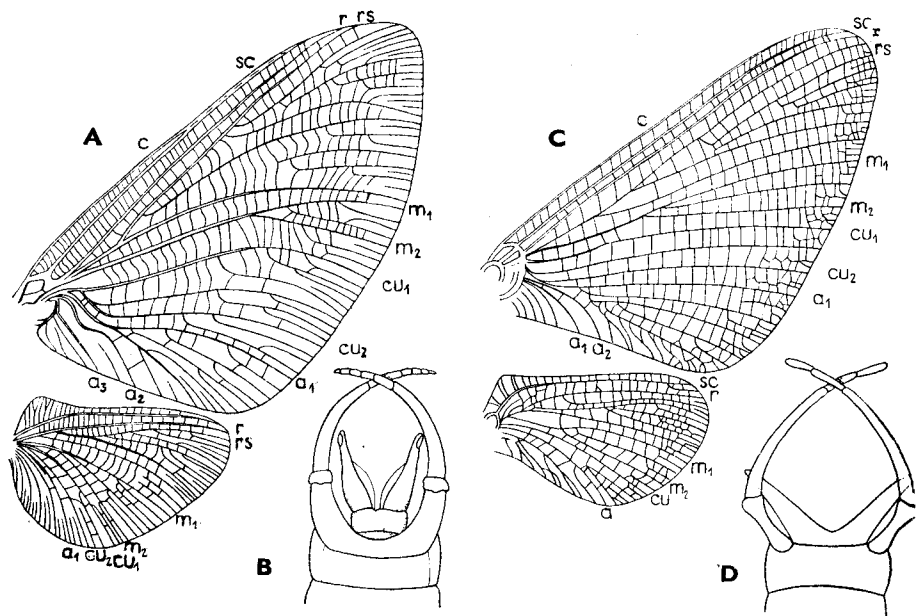 r rs
sc
c
A
m₁
m₂
cu₁
cu₂
a₁
a₂
a₃
r
rs
m₁
m₂
cu₁
cu₂
a₁
B
sc
r
rs
c
C
m₁
m₂
cu₁
cu₂
a₁
a₁ a₂
sc
r
m₁
m₂
cu
a
D